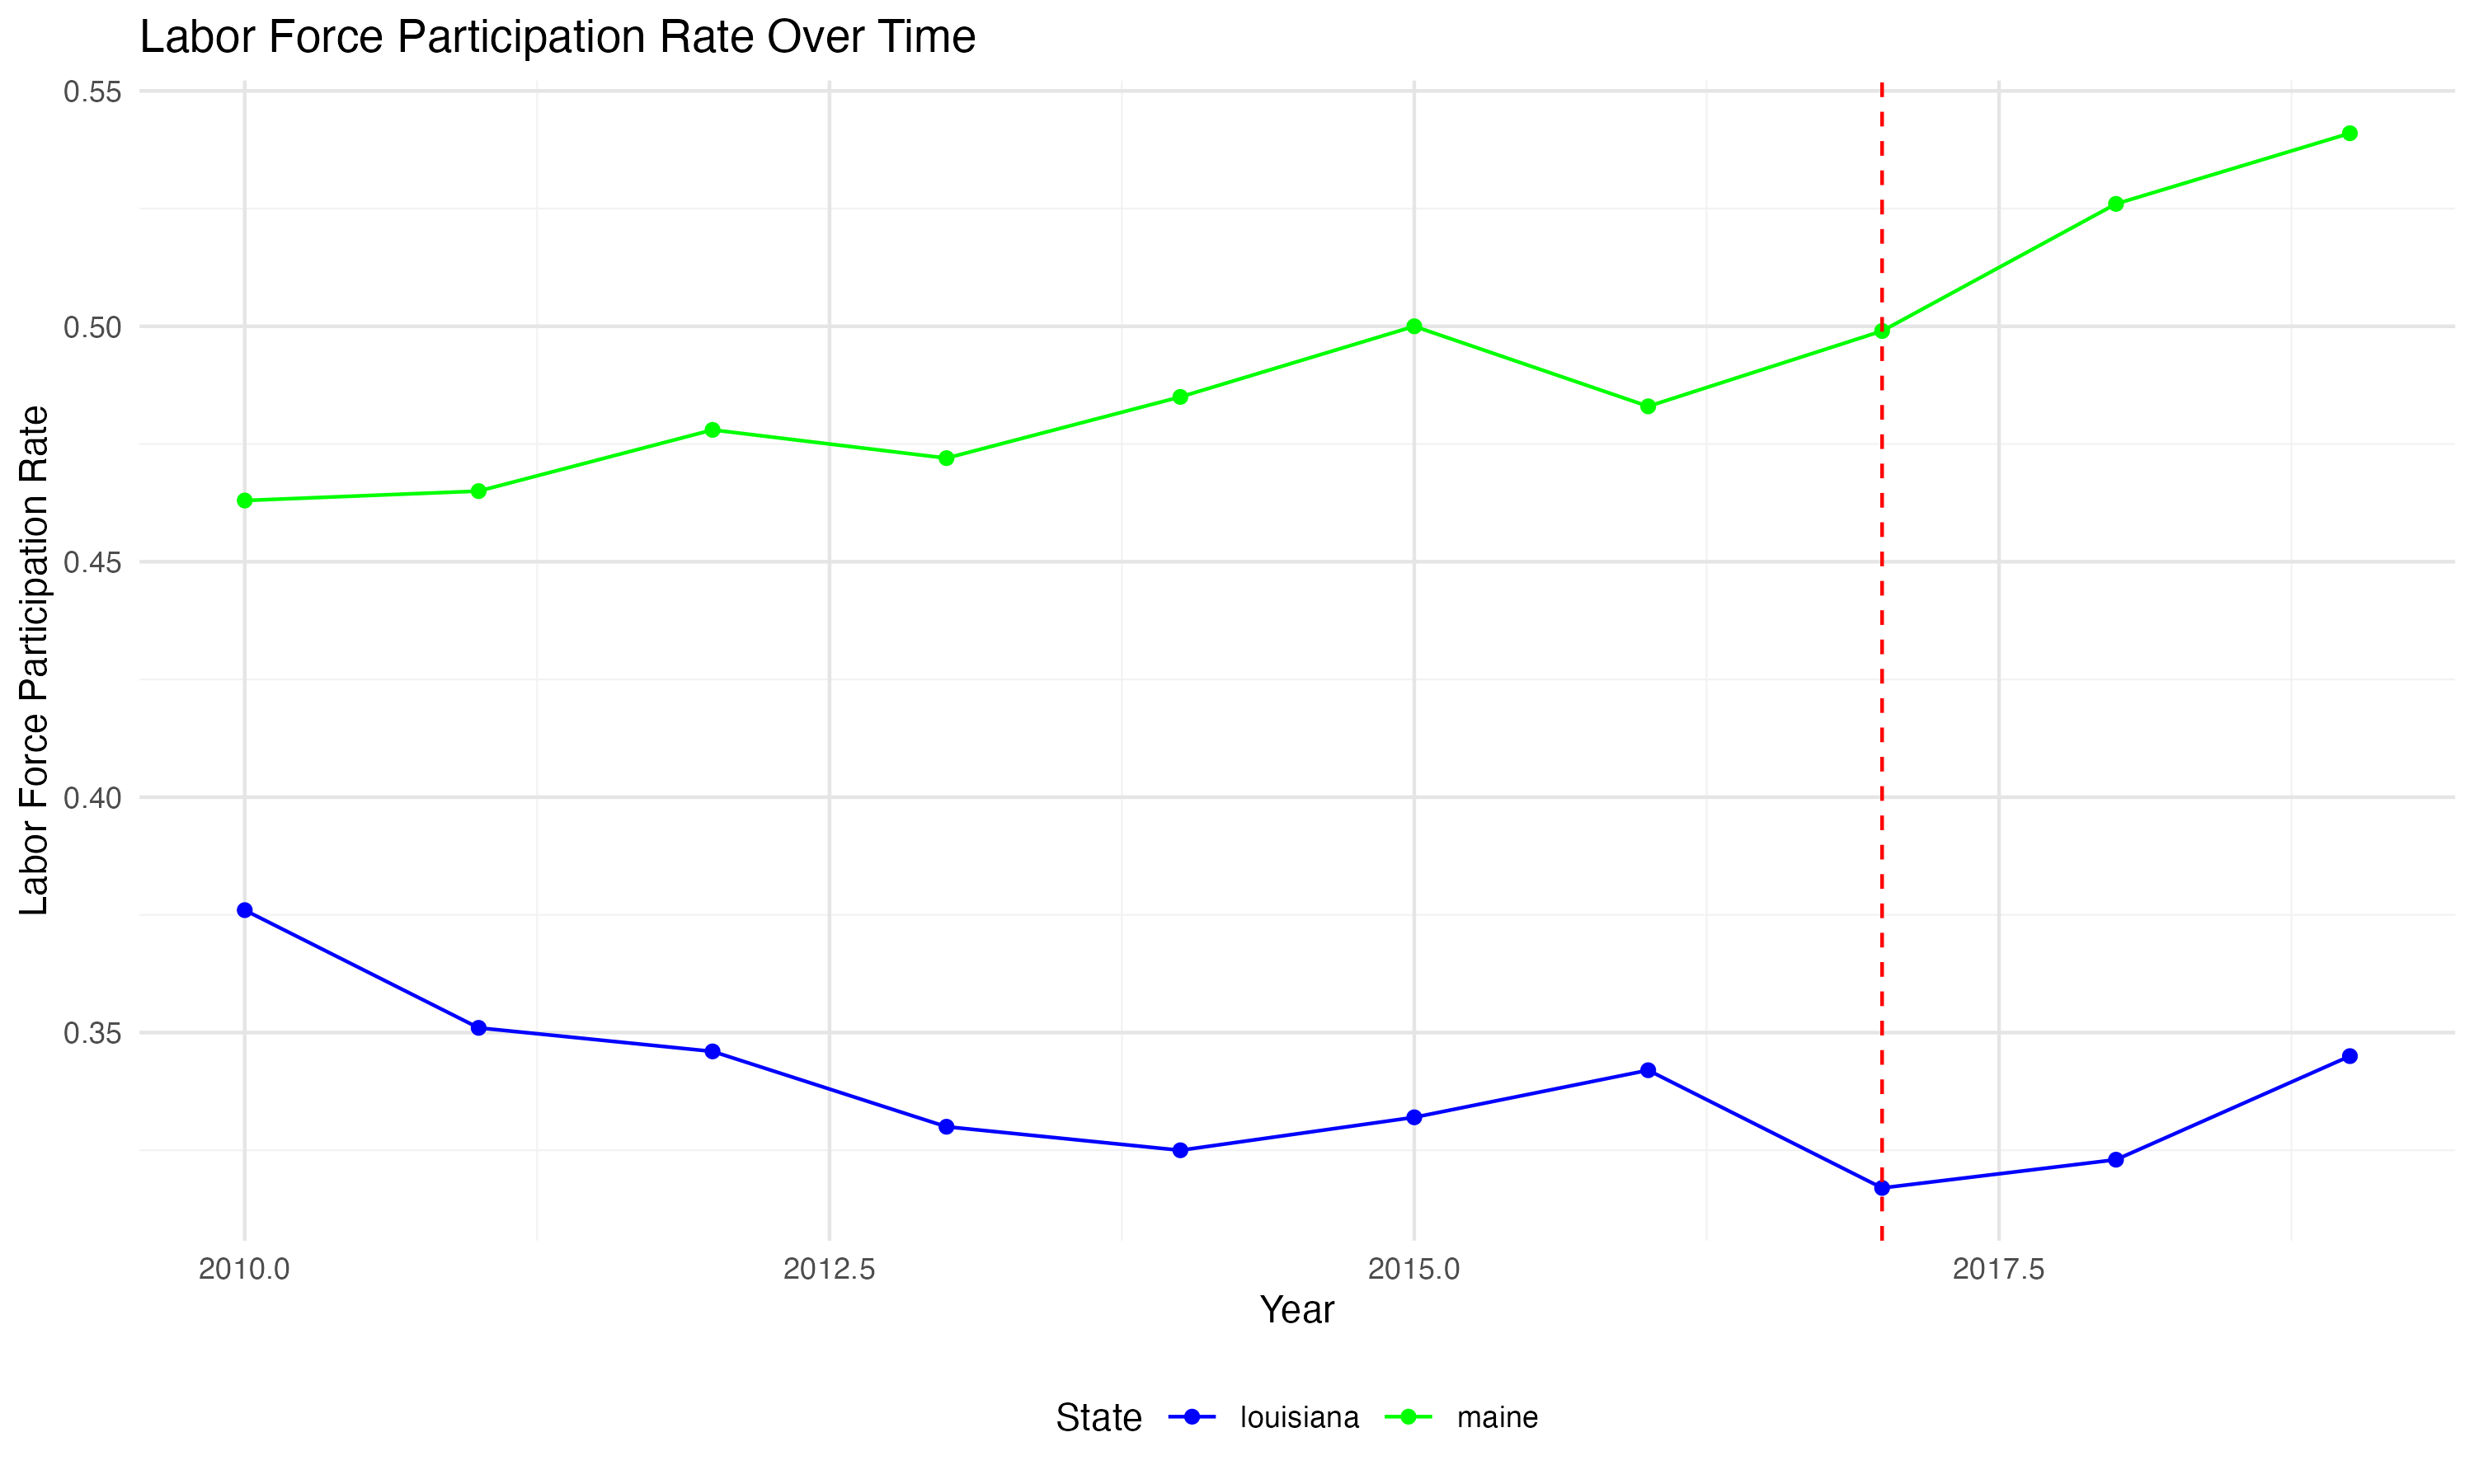 Labor Force Participation Rate Over Time
Labor Force Participation Rate
0.55
0.50
0.45
0.40
0.35
2010.0 2012.5 2015.0 2017.5
Year
State louisiana maine